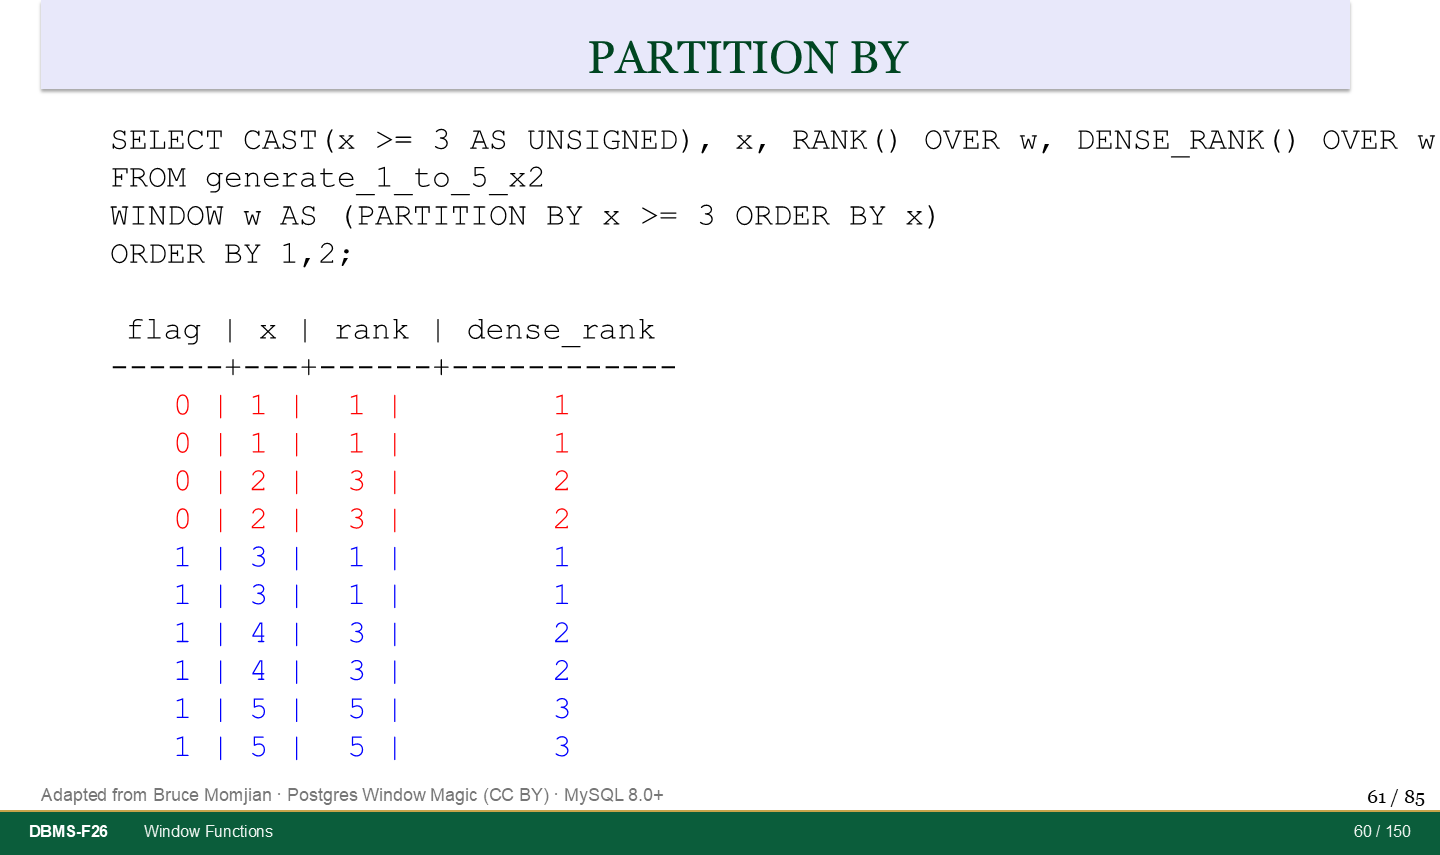 PARTITION BY
SELECT CAST(x >= 3 AS UNSIGNED), x, RANK() OVER w, DENSE_RANK() OVER w
FROM generate_1_to_5_x2
WINDOW w AS (PARTITION BY x >= 3 ORDER BY x)
ORDER BY 1,2;
flag | x | rank | dense_rank
------+---+------+------------
0 | 1 | 1 | 1
0 | 1 | 1 | 1
0 | 2 | 3 | 2
0 | 2 | 3 | 2
1 | 3 | 1 | 1
1 | 3 | 1 | 1
1 | 4 | 3 | 2
1 | 4 | 3 | 2
1 | 5 | 5 | 3
1 | 5 | 5 | 3
Adapted from Bruce Momjian · Postgres Window Magic (CC BY) · MySQL 8.0+
61 / 85
DBMS-F26 Window Functions 60 / 150